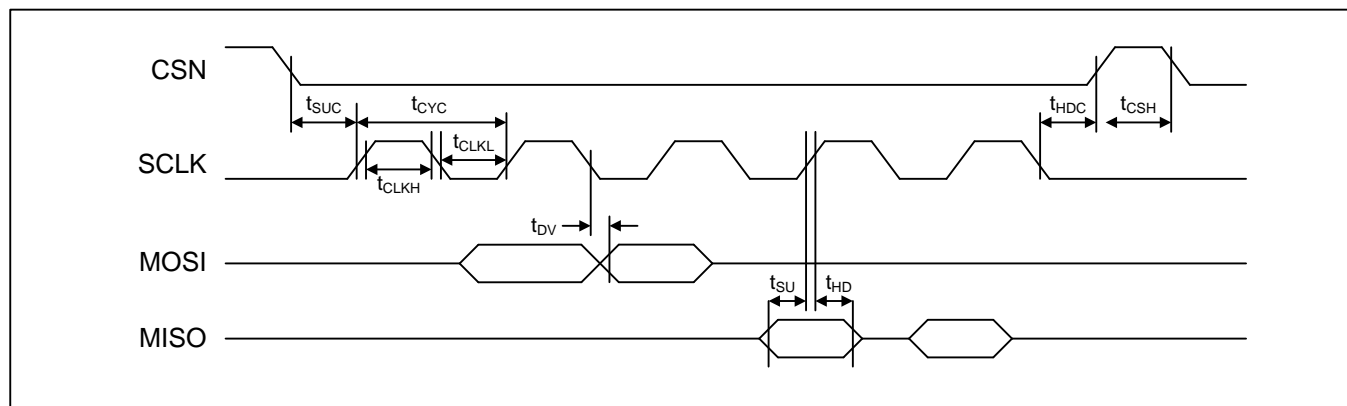 CSN
tSUC
tCYC
tHDC
tCSH
SCLK
tCLKL
tCLKH
tDV
MOSI
tSU
tHD
MISO